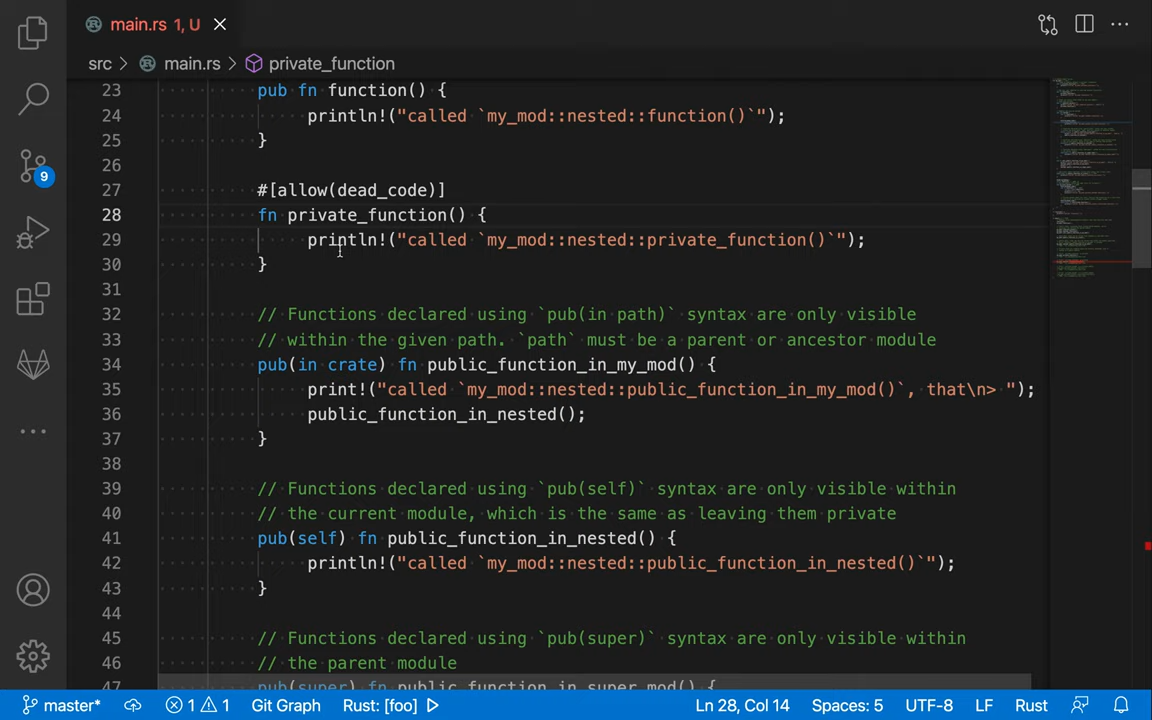 main.rs 1, U
src > main.rs > private_function
23 pub fn function() {
24 println!("called `my_mod::nested::function()`");
25 }
26
27 #[allow(dead_code)]
28 fn private_function() {
29 println!("called `my_mod::nested::private_function()`");
30 }
31
32 // Functions declared using `pub(in path)` syntax are only visible
33 // within the given path. `path` must be a parent or ancestor module
34 pub(in crate) fn public_function_in_my_mod() {
35 print!("called `my_mod::nested::public_function_in_my_mod()`, that\n> ");
36 public_function_in_nested();
37 }
38
39 // Functions declared using `pub(self)` syntax are only visible within
40 // the current module, which is the same as leaving them private
41 pub(self) fn public_function_in_nested() {
42 println!("called `my_mod::nested::public_function_in_nested()`");
43 }
44
45 // Functions declared using `pub(super)` syntax are only visible within
46 // the parent module
47 pub(super) fn public_function_in_super_mod() {
9
master* 1 1 Git Graph Rust: [foo] Ln 28, Col 14 Spaces: 5 UTF-8 LF Rust